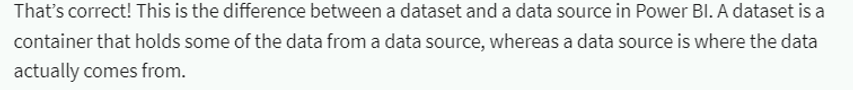 That’s correct! This is the difference between a dataset and a data source in Power BI. A dataset is a
container that holds some of the data from a data source, whereas a data source is where the data
actually comes from.